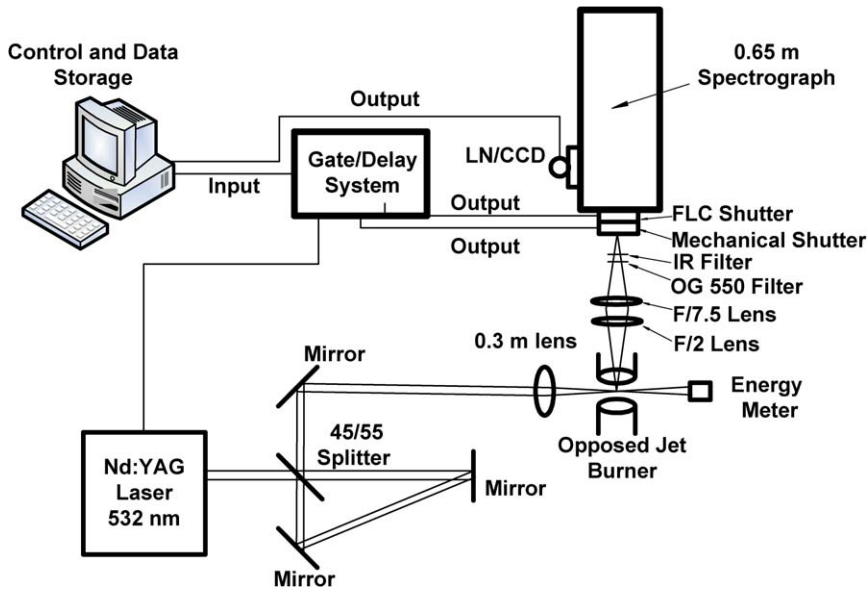 Control and Data
Storage
Output
Input
Gate/Delay
System
LN/CCD
0.65 m
Spectrograph
Output
Output
FLC Shutter
Mechanical Shutter
IR Filter
OG 550 Filter
F/7.5 Lens
F/2 Lens
0.3 m lens
Mirror
Energy
Meter
Opposed Jet
Burner
45/55
Splitter
Nd:YAG
Laser
532 nm
Mirror
Mirror